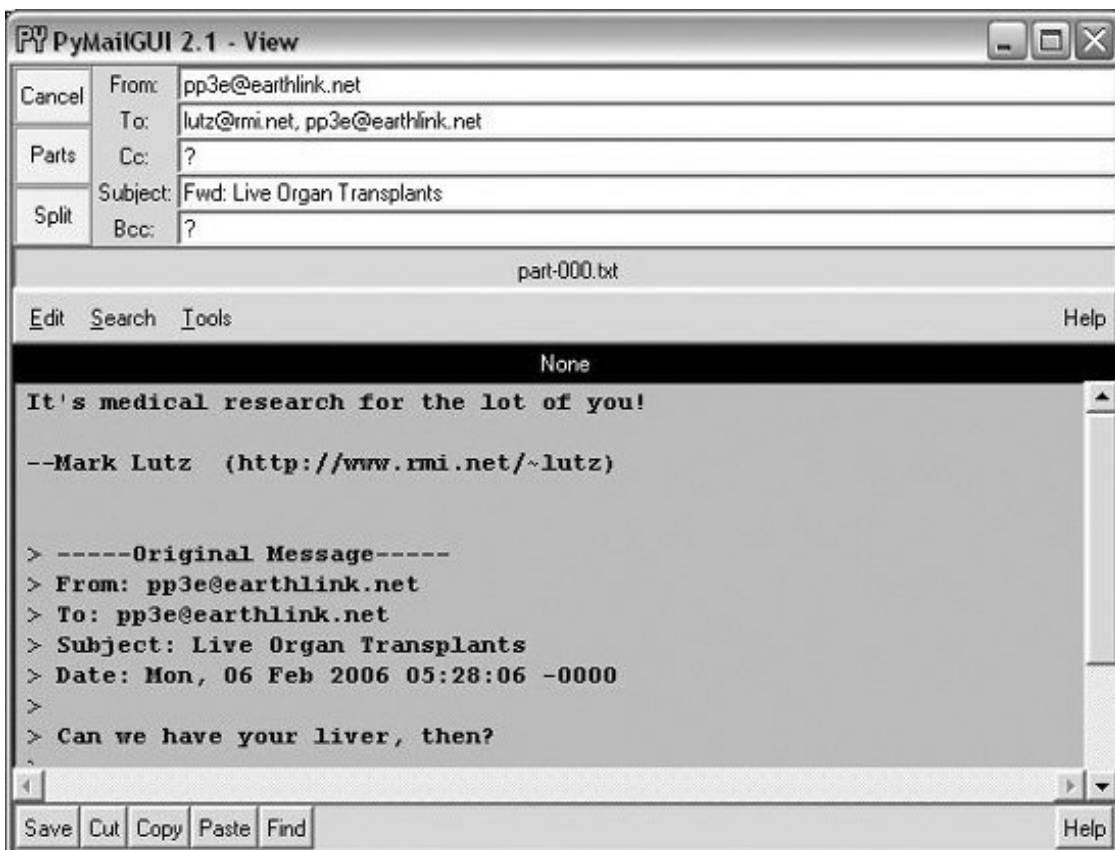 PY PyMailGUI 2.1 - View
Cancel
Parts
Split
From: pp3e@earthlink.net
To: lutz@rmi.net, pp3e@earthlink.net
Cc: ?
Subject: Fwd: Live Organ Transplants
Bcc: ?
part-000.txt
Edit Search Tools Help
None
It's medical research for the lot of you!
--Mark Lutz (http://www.rmi.net/~lutz)
> -----Original Message-----
> From: pp3e@earthlink.net
> To: pp3e@earthlink.net
> Subject: Live Organ Transplants
> Date: Mon, 06 Feb 2006 05:28:06 -0000
>
> Can we have your liver, then?
Save Cut Copy Paste Find Help